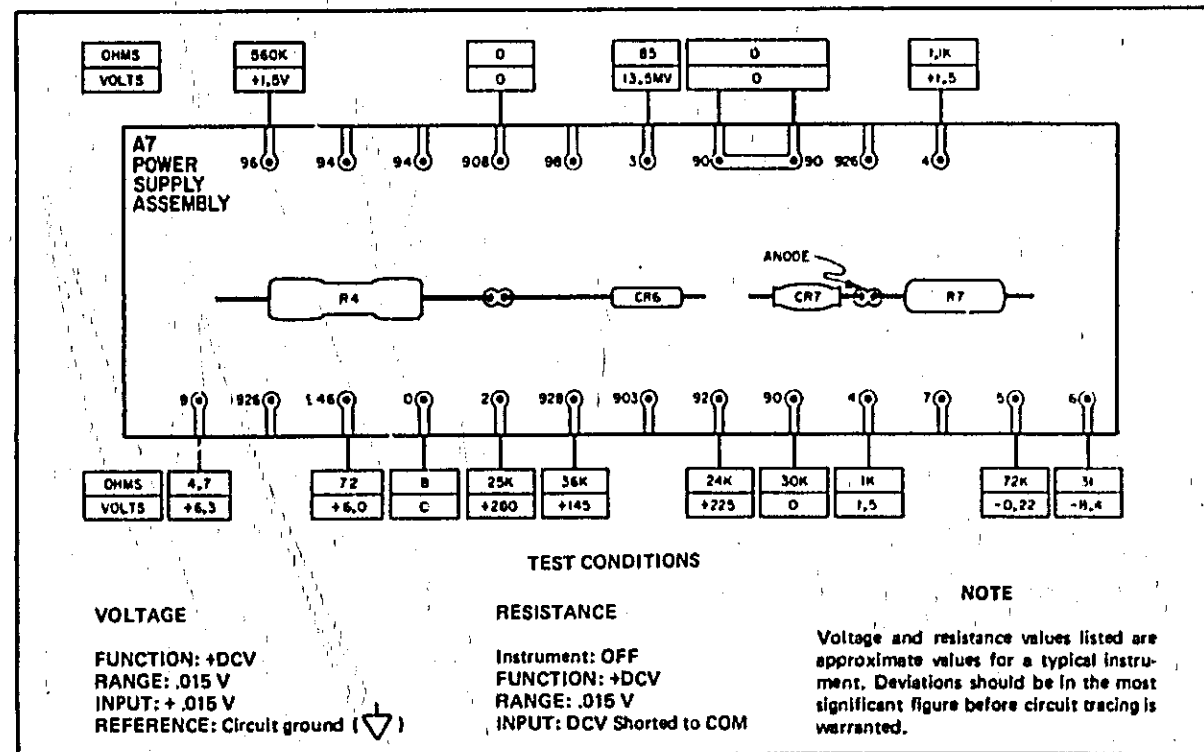 OHMS 560K 0 85 0 1.1K
VOLTS +1.5V 0 13.5MV 0 +1.5
A7
POWER
SUPPLY
ASSEMBLY
96 94 94 908 98 3 90 90 926 4
ANODE
R4 CR6 CR7 R7
9 926 946 0 2 928 903 92 90 4 7 5 6
OHMS 4.7 72 B 25K 36K 24K 30K 1K 72K 31
VOLTS +6.3 +6.0 C +280 +145 +225 0 1.5 -0.22 -11.4
TEST CONDITIONS
VOLTAGE
FUNCTION: +DCV
RANGE: .015 V
INPUT: + .015 V
REFERENCE: Circuit ground ( )
RESISTANCE
Instrument: OFF
FUNCTION: +DCV
RANGE: .015 V
INPUT: DCV Shorted to COM
NOTE
Voltage and resistance values listed are
approximate values for a typical instru-
ment. Deviations should be in the most
significant figure before circuit tracing is
warranted.